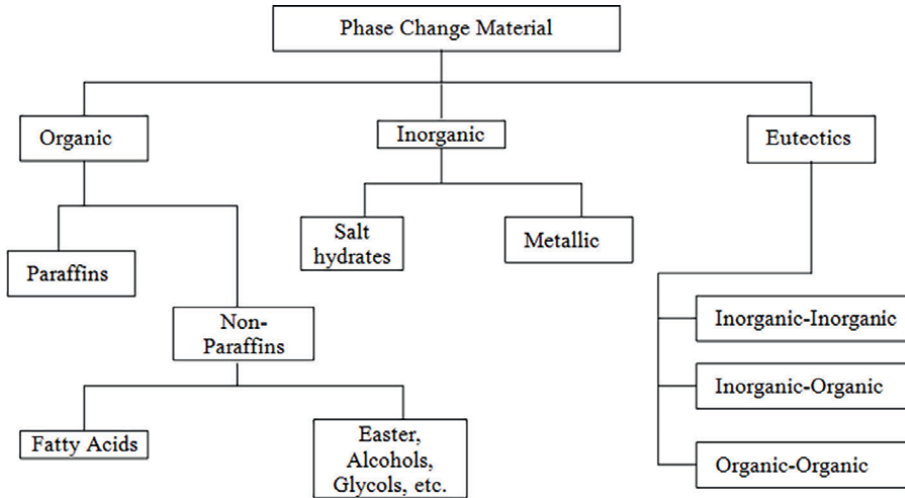 Phase Change Material
Organic
Inorganic
Eutectics
Paraffins
Salt
hydrates
Metallic
Non-
Paraffins
Inorganic-Inorganic
Inorganic-Organic
Organic-Organic
Fatty Acids
Easter,
Alcohols,
Glycols, etc.